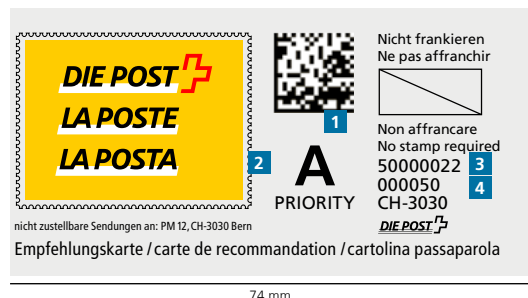 DIE POST
LA POSTE
LA POSTA
2
1
A
PRIORITY
Nicht frankieren
Ne pas affranchir
Non affrancare
No stamp required
50000022 3
000050 4
CH-3030
DIE POST
nicht zustellbare Sendungen an: PM 12, CH-3030 Bern
Empfehlungskarte / carte de recommandation / cartolina passaparola
74 mm